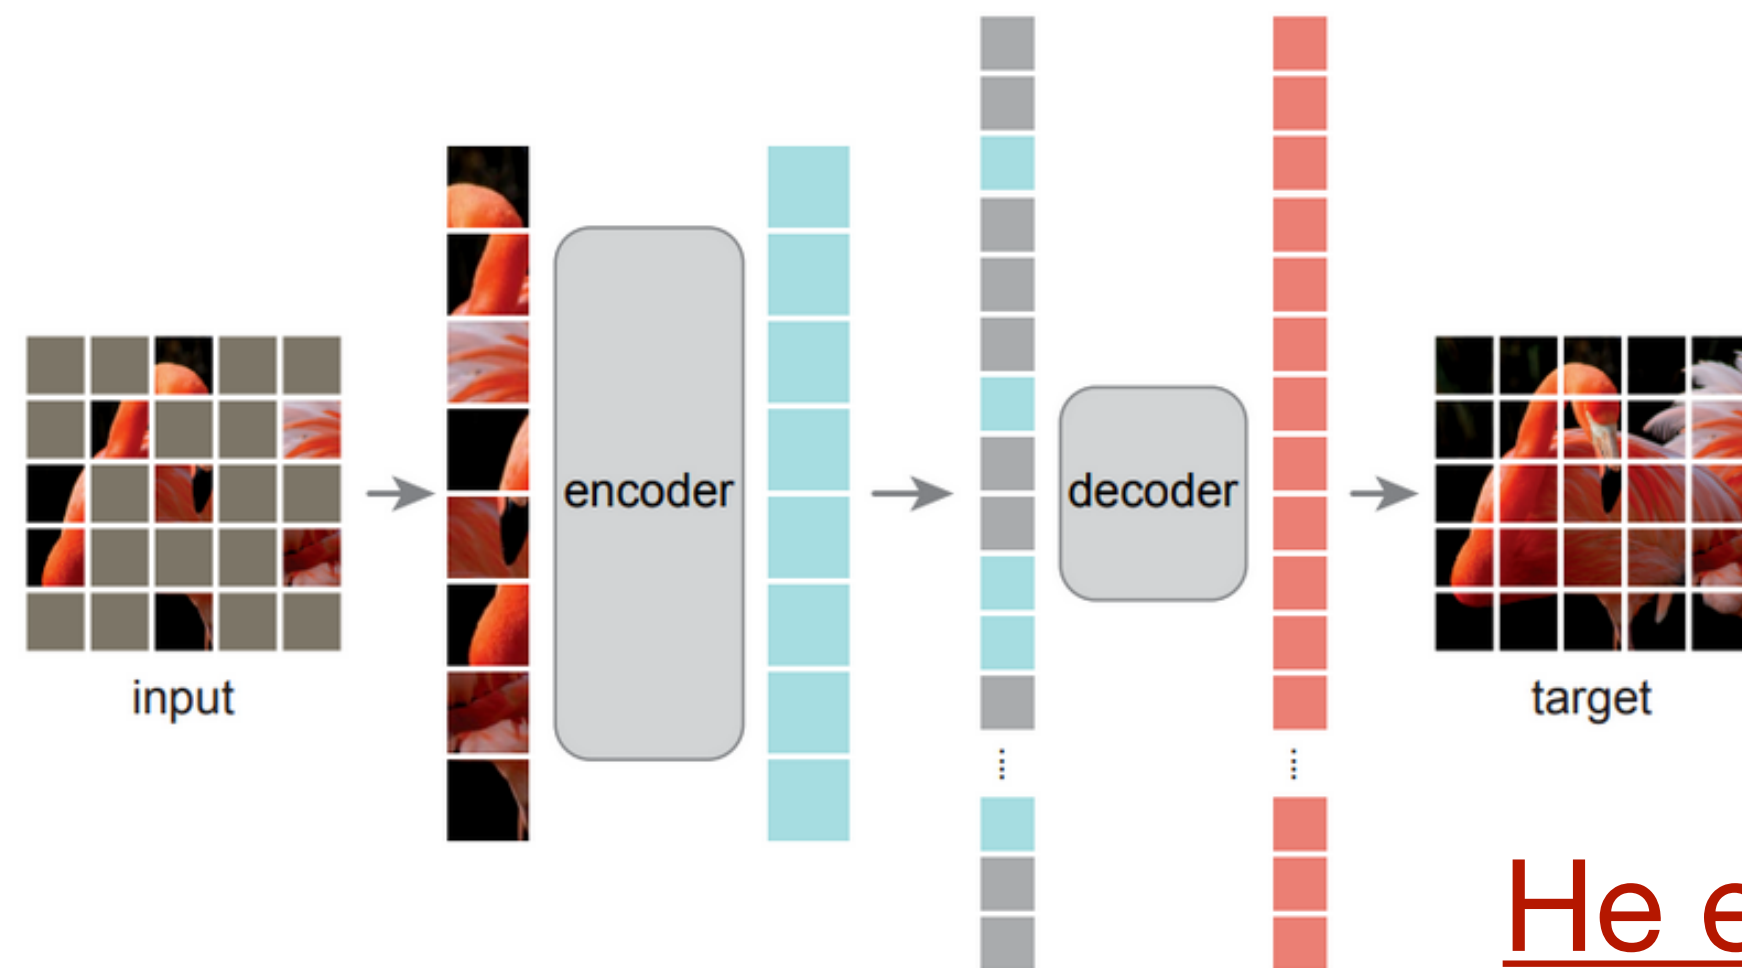 encoder
decoder
input
target
He e